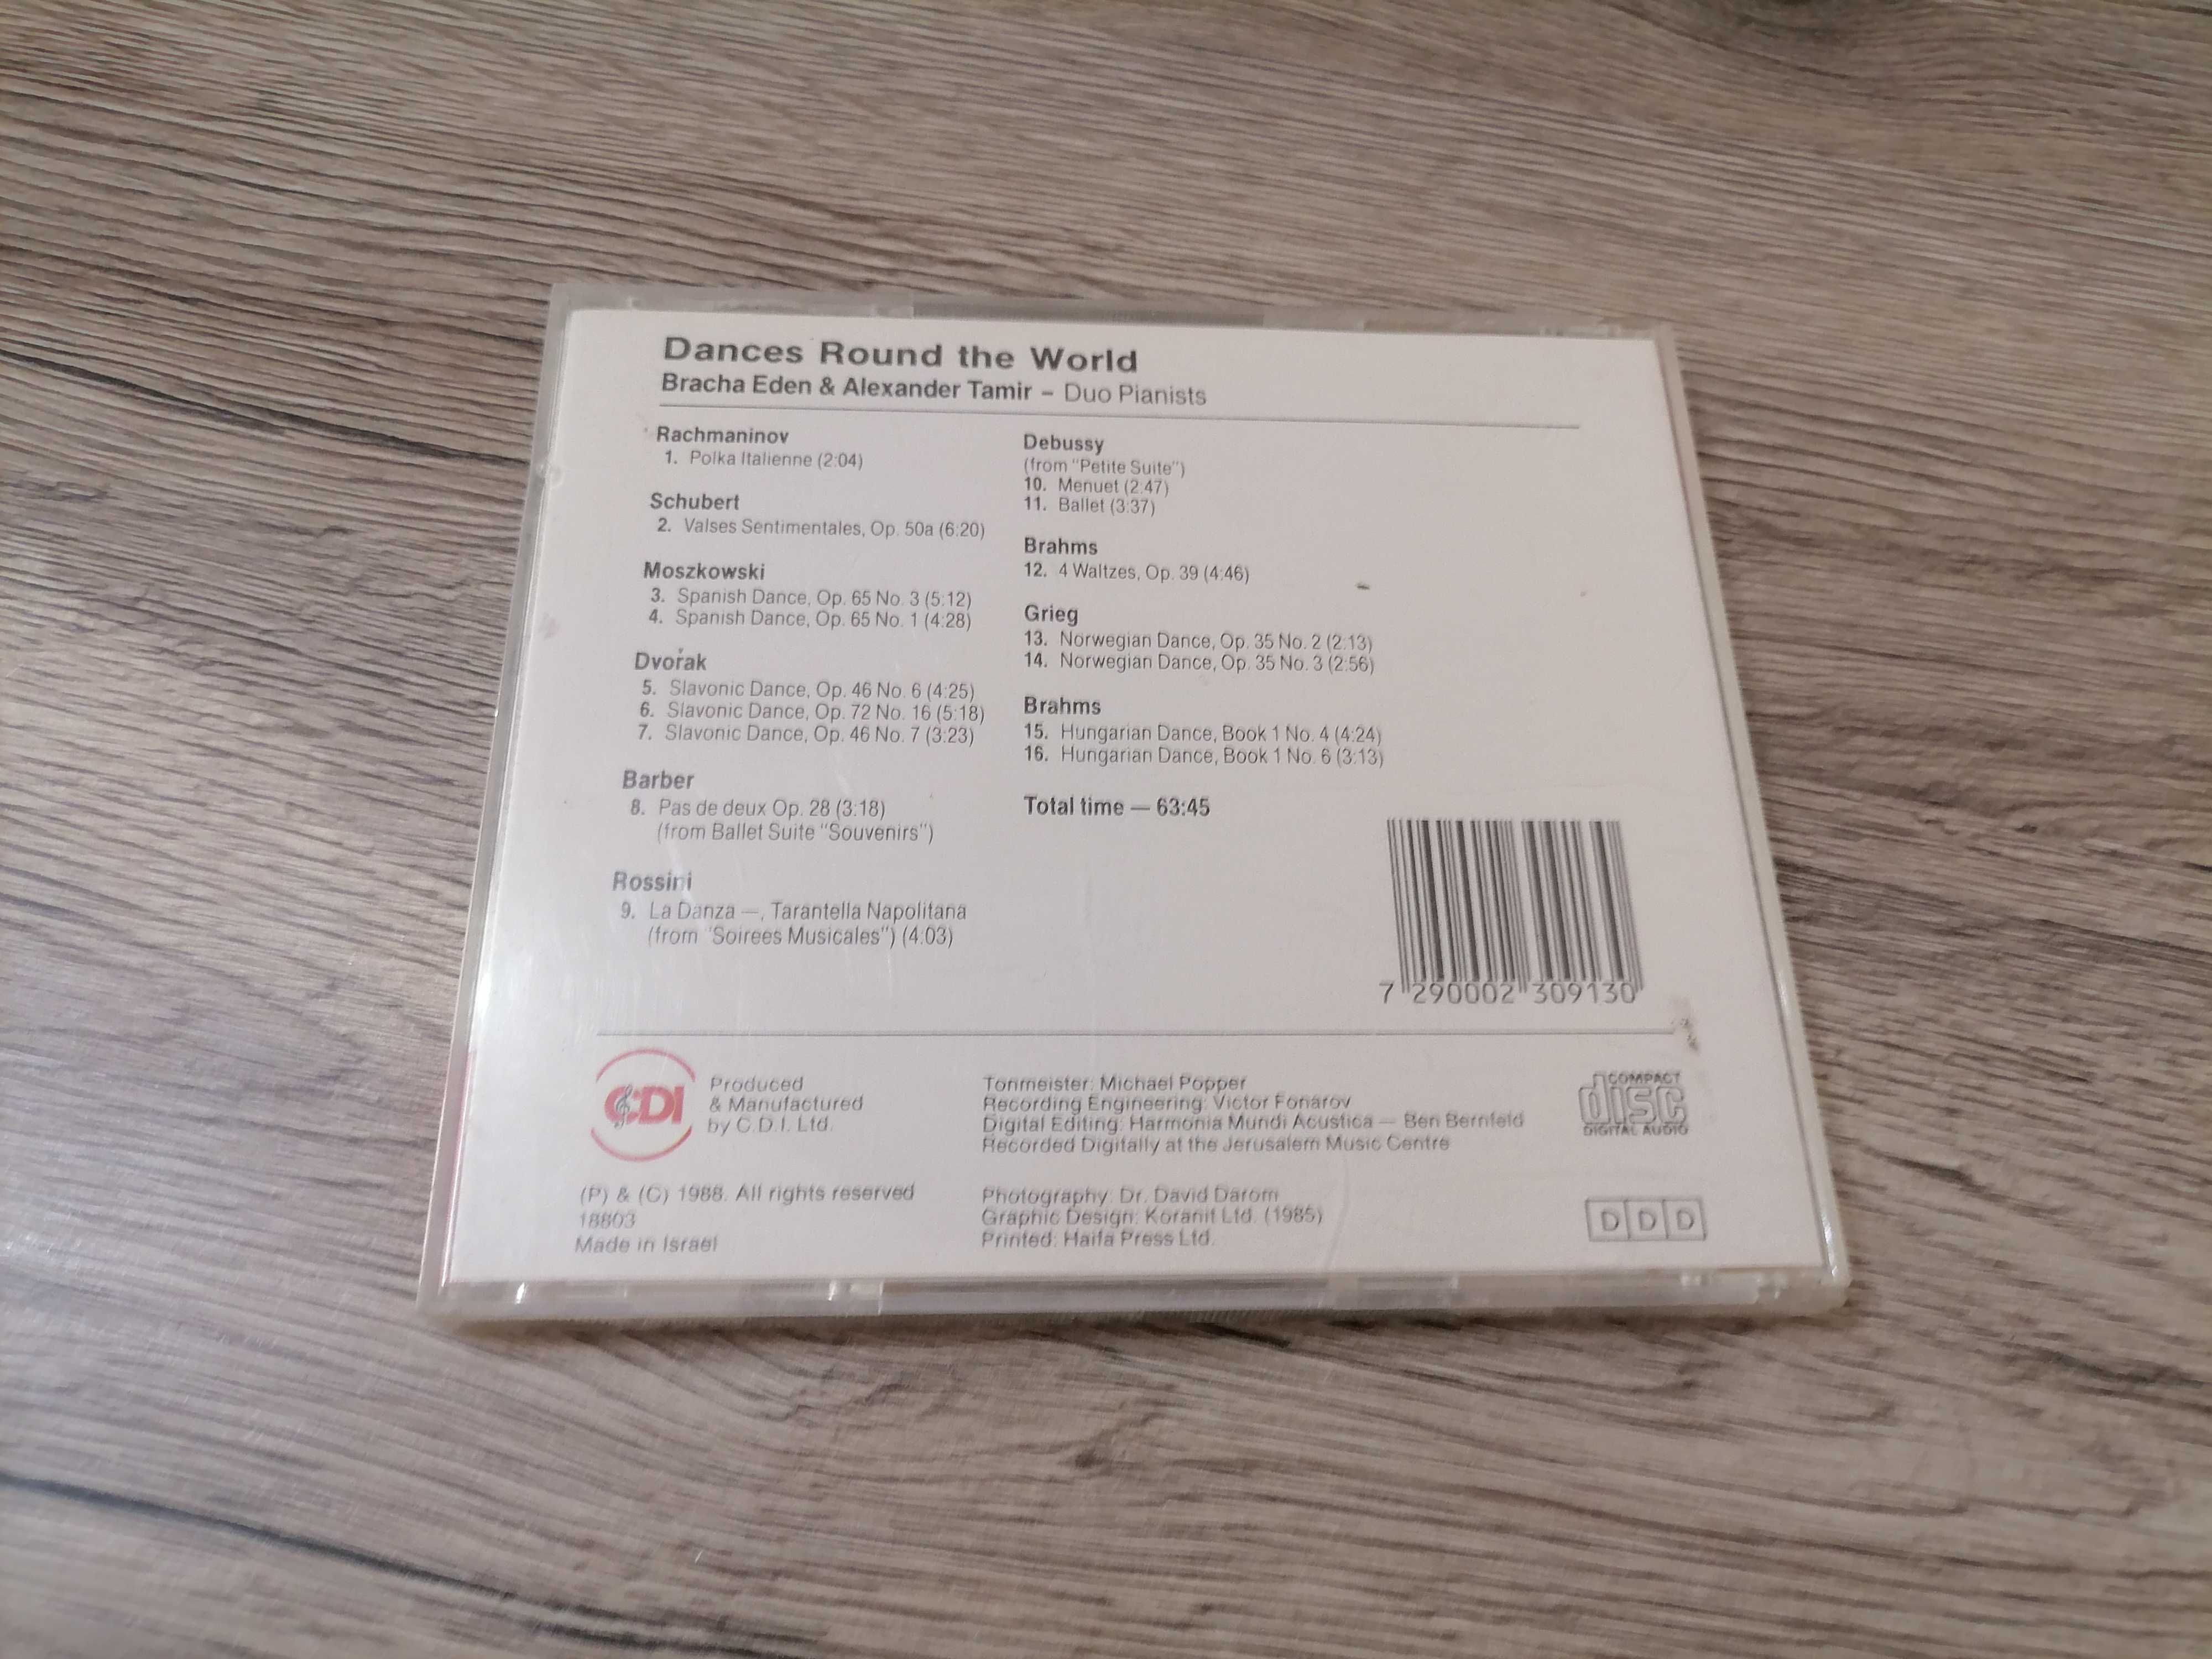 Dances Round the World
Bracha Eden & Alexander Tamir – Duo Pianists
Rachmaninov
1. Polka Italienne (2:04)
Schubert
2. Valses Sentimentales, Op. 50a (6:20)
Moszkowski
3. Spanish Dance, Op. 65 No. 3 (5:12)
4. Spanish Dance, Op. 65 No. 1 (4:28)
Dvořak
5. Slavonic Dance, Op. 46 No. 6 (4:25)
6. Slavonic Dance, Op. 72 No. 16 (5:18)
7. Slavonic Dance, Op. 46 No. 7 (3:23)
Barber
8. Pas de deux Op. 28 (3:18)
(from Ballet Suite "Souvenirs")
Rossini
9. La Danza —, Tarantella Napolitana
(from "Soirees Musicales") (4:03)
Debussy
(from "Petite Suite")
10. Menuet (2:47)
11. Ballet (3:37)
Brahms
12. 4 Waltzes, Op. 39 (4:46)
Grieg
13. Norwegian Dance, Op. 35 No. 2 (2:13)
14. Norwegian Dance, Op. 35 No. 3 (2:56)
Brahms
15. Hungarian Dance, Book 1 No. 4 (4:24)
16. Hungarian Dance, Book 1 No. 6 (3:13)
Total time — 63:45
7 290002 309130
CDI
Produced
& Manufactured
by C.D.I. Ltd.
(P) & (C) 1988. All rights reserved
18803
Made in Israel
Tonmeister: Michael Popper
Recording Engineering: Victor Fonarov
Digital Editing: Harmonia Mundi Acustica — Ben Bernfeld
Recorded Digitally at the Jerusalem Music Centre
Photography: Dr. David Darom
Graphic Design: Koranit Ltd. (1985)
Printed: Haifa Press Ltd.
COMPACT
disc
DIGITAL AUDIO
DDD